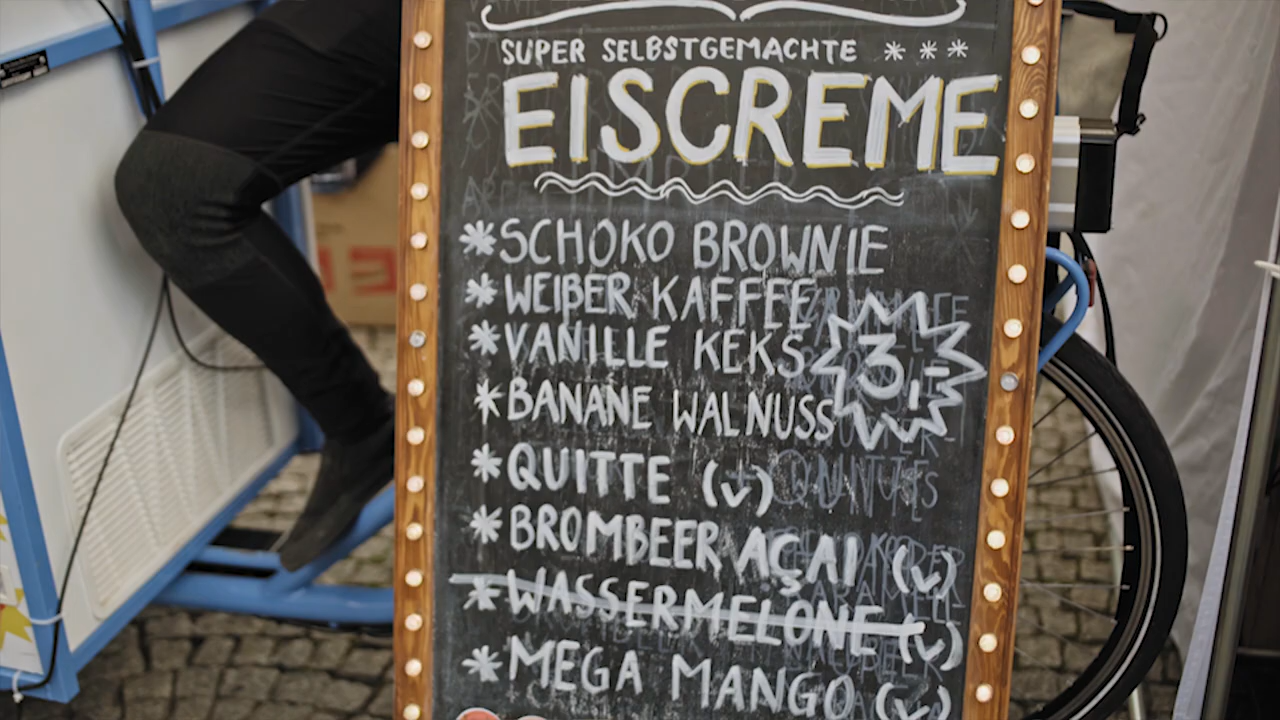 SUPER SELBSTGEMACHTE ***
EISCREME
*SCHOKO BROWNIE
*WEIßER KAFFEE
*VANILLE KEKS
3,-
*BANANE WALNUSS
*QUITTE (v)
*BROMBEER AÇAI (v)
*WASSERMELONE (v)
*MEGA MANGO (v)